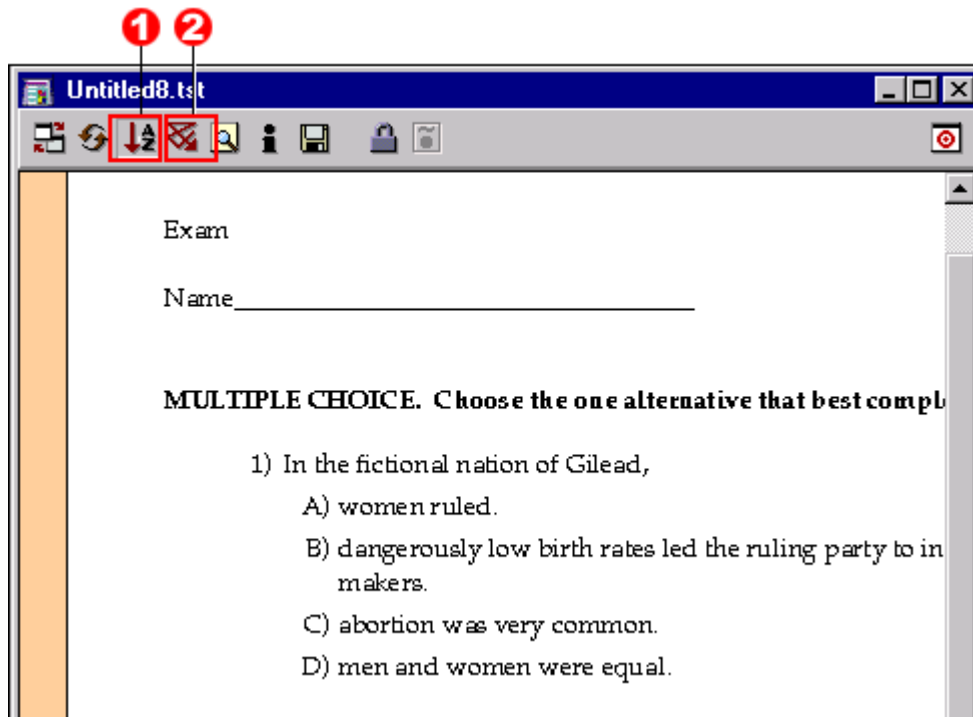 1 2
Untitled8.tst
Exam
Name
MULTIPLE CHOICE. Choose the one alternative that best compl
1) In the fictional nation of Gilead,
A) women ruled.
B) dangerously low birth rates led the ruling party to in
makers.
C) abortion was very common.
D) men and women were equal.